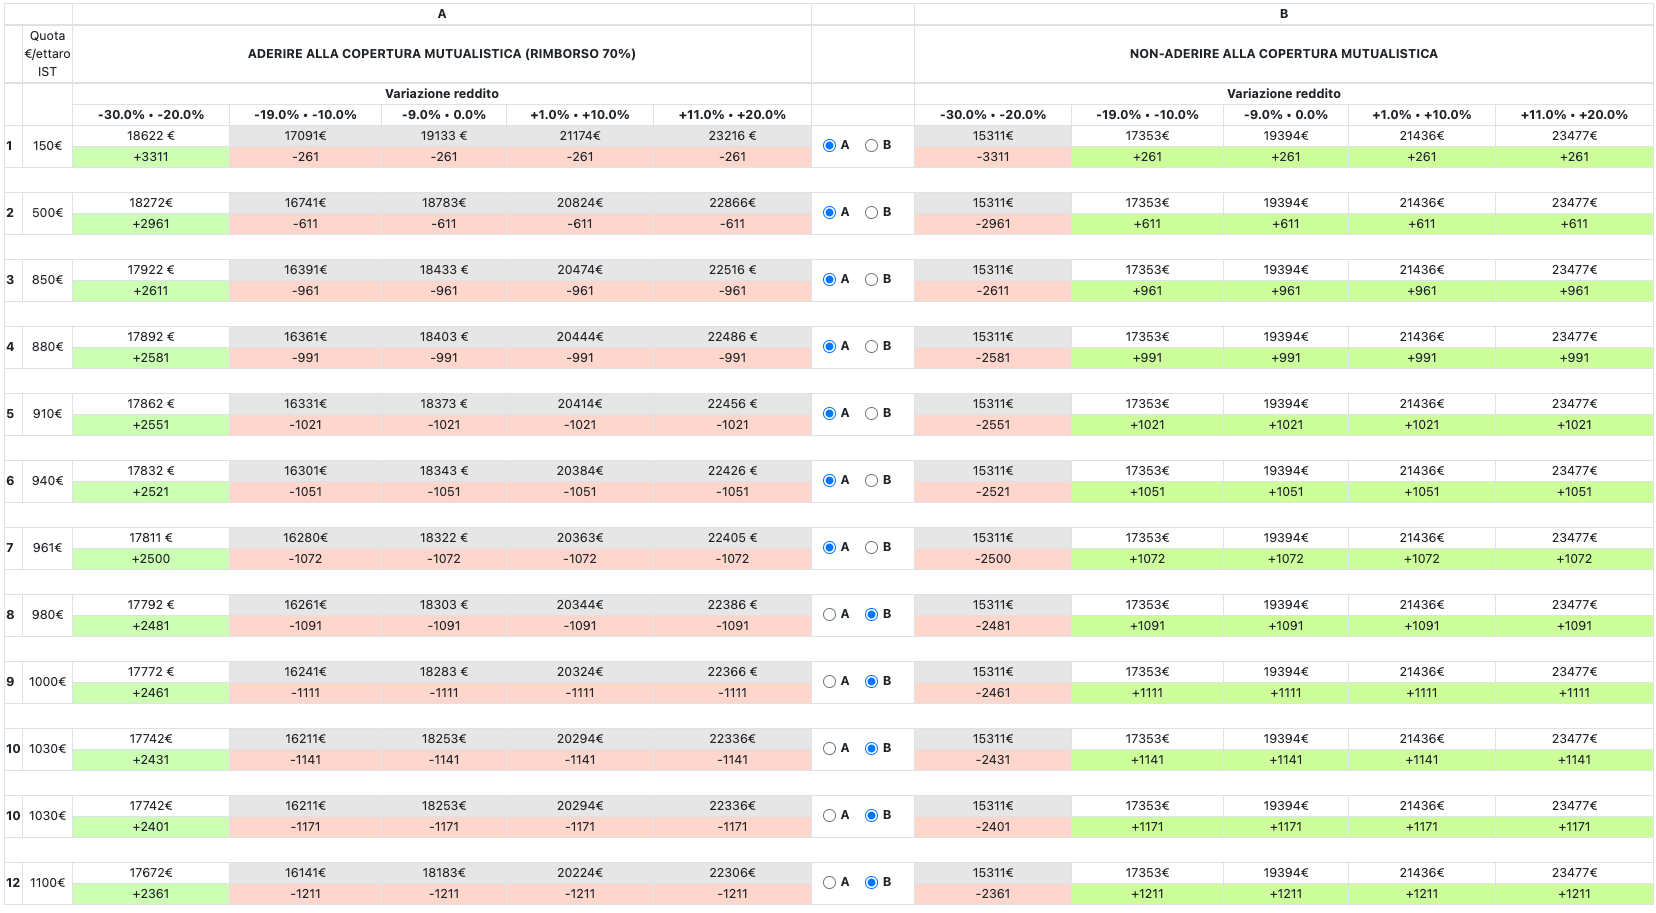 A B
Quota €/ettaro IST ADERIRE ALLA COPERTURA MUTUALISTICA (RIMBORSO 70%) NON-ADERIRE ALLA COPERTURA MUTUALISTICA
Variazione reddito Variazione reddito
-30.0% • -20.0% -19.0% • -10.0% -9.0% • 0.0% +1.0% • +10.0% +11.0% • +20.0% -30.0% • -20.0% -19.0% • -10.0% -9.0% • 0.0% +1.0% • +10.0% +11.0% • +20.0%
1 150€ 18622 € 17091€ 19133 € 21174€ 23216 € A B 15311€ 17353€ 19394€ 21436€ 23477€
+3311 -261 -261 -261 -261 -3311 +261 +261 +261 +261
2 500€ 18272€ 16741€ 18783€ 20824€ 22866€ A B 15311€ 17353€ 19394€ 21436€ 23477€
+2961 -611 -611 -611 -611 -2961 +611 +611 +611 +611
3 850€ 17922 € 16391€ 18433 € 20474€ 22516 € A B 15311€ 17353€ 19394€ 21436€ 23477€
+2611 -961 -961 -961 -961 -2611 +961 +961 +961 +961
4 880€ 17892 € 16361€ 18403 € 20444€ 22486 € A B 15311€ 17353€ 19394€ 21436€ 23477€
+2581 -991 -991 -991 -991 -2581 +991 +991 +991 +991
5 910€ 17862 € 16331€ 18373 € 20414€ 22456 € A B 15311€ 17353€ 19394€ 21436€ 23477€
+2551 -1021 -1021 -1021 -1021 -2551 +1021 +1021 +1021 +1021
6 940€ 17832 € 16301€ 18343 € 20384€ 22426 € A B 15311€ 17353€ 19394€ 21436€ 23477€
+2521 -1051 -1051 -1051 -1051 -2521 +1051 +1051 +1051 +1051
7 961€ 17811 € 16280€ 18322 € 20363€ 22405 € A B 15311€ 17353€ 19394€ 21436€ 23477€
+2500 -1072 -1072 -1072 -1072 -2500 +1072 +1072 +1072 +1072
8 980€ 17792 € 16261€ 18303 € 20344€ 22386 € A B 15311€ 17353€ 19394€ 21436€ 23477€
+2481 -1091 -1091 -1091 -1091 -2481 +1091 +1091 +1091 +1091
9 1000€ 17772 € 16241€ 18283 € 20324€ 22366 € A B 15311€ 17353€ 19394€ 21436€ 23477€
+2461 -1111 -1111 -1111 -1111 -2461 +1111 +1111 +1111 +1111
10 1030€ 17742€ 16211€ 18253€ 20294€ 22336€ A B 15311€ 17353€ 19394€ 21436€ 23477€
+2431 -1141 -1141 -1141 -1141 -2431 +1141 +1141 +1141 +1141
10 1030€ 17742€ 16211€ 18253€ 20294€ 22336€ A B 15311€ 17353€ 19394€ 21436€ 23477€
+2401 -1171 -1171 -1171 -1171 -2401 +1171 +1171 +1171 +1171
12 1100€ 17672€ 16141€ 18183€ 20224€ 22306€ A B 15311€ 17353€ 19394€ 21436€ 23477€
+2361 -1211 -1211 -1211 -1211 -2361 +1211 +1211 +1211 +1211